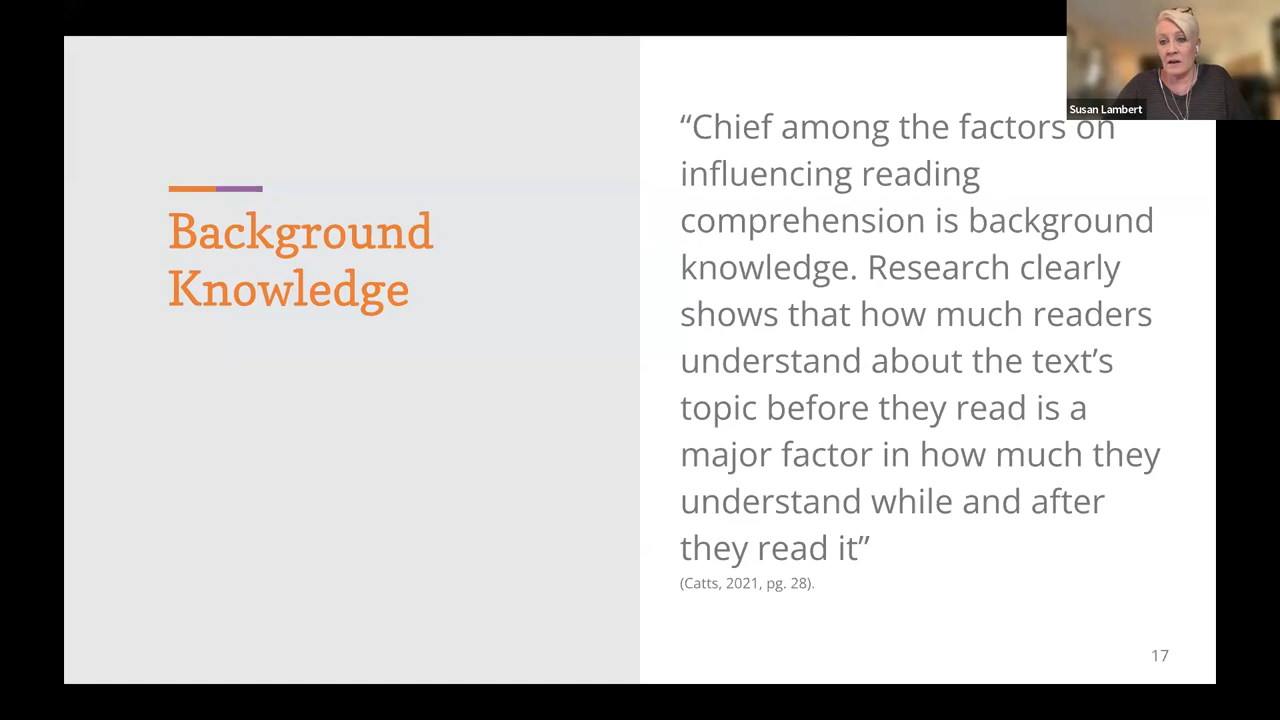 Background
Knowledge
“Chief among the factors on
influencing reading
comprehension is background
knowledge. Research clearly
shows that how much readers
understand about the text’s
topic before they read is a
major factor in how much they
understand while and after
they read it”
(Catts, 2021, pg. 28).
17
Susan Lambert